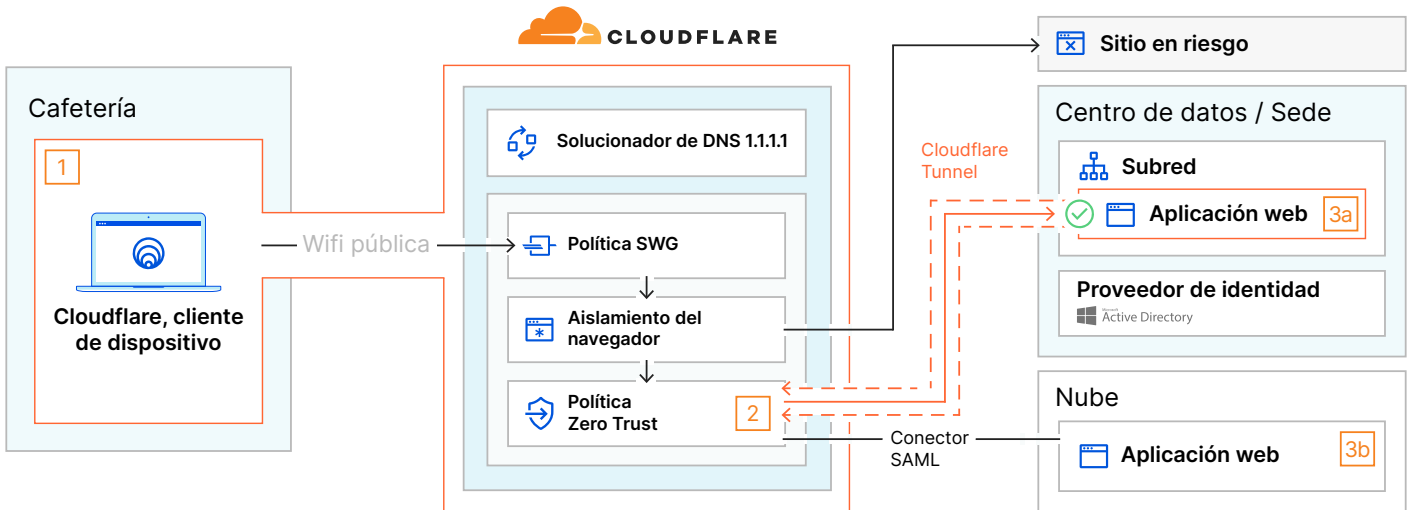 CLOUDFLARE
Cafetería
1
Cloudflare, cliente
de dispositivo
Wifi pública
Solucionador de DNS 1.1.1.1
Política SWG
Aislamiento del
navegador
Política
Zero Trust
2
Cloudflare
Tunnel
Conector
SAML
Sitio en riesgo
Centro de datos / Sede
Subred
Aplicación web
3a
Proveedor de identidad
Microsoft
Active Directory
Nube
Aplicación web
3b